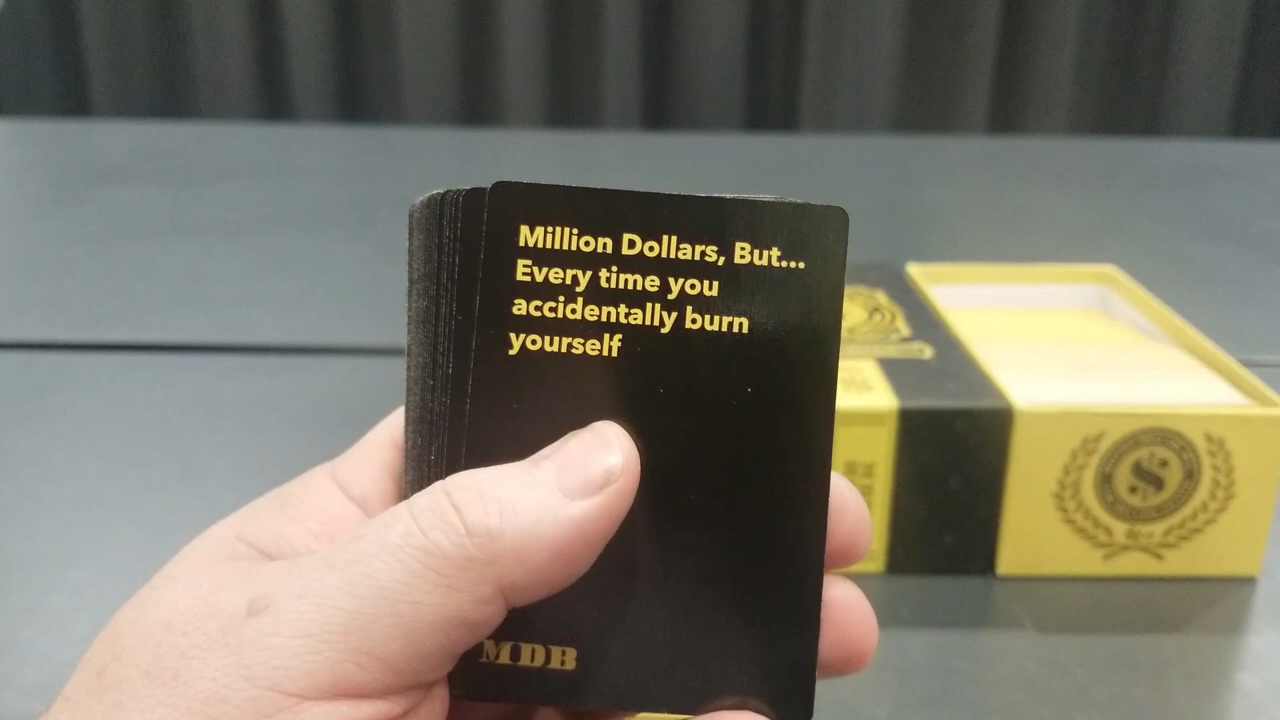 Million Dollars, But...
Every time you
accidentally burn
yourself
MDB